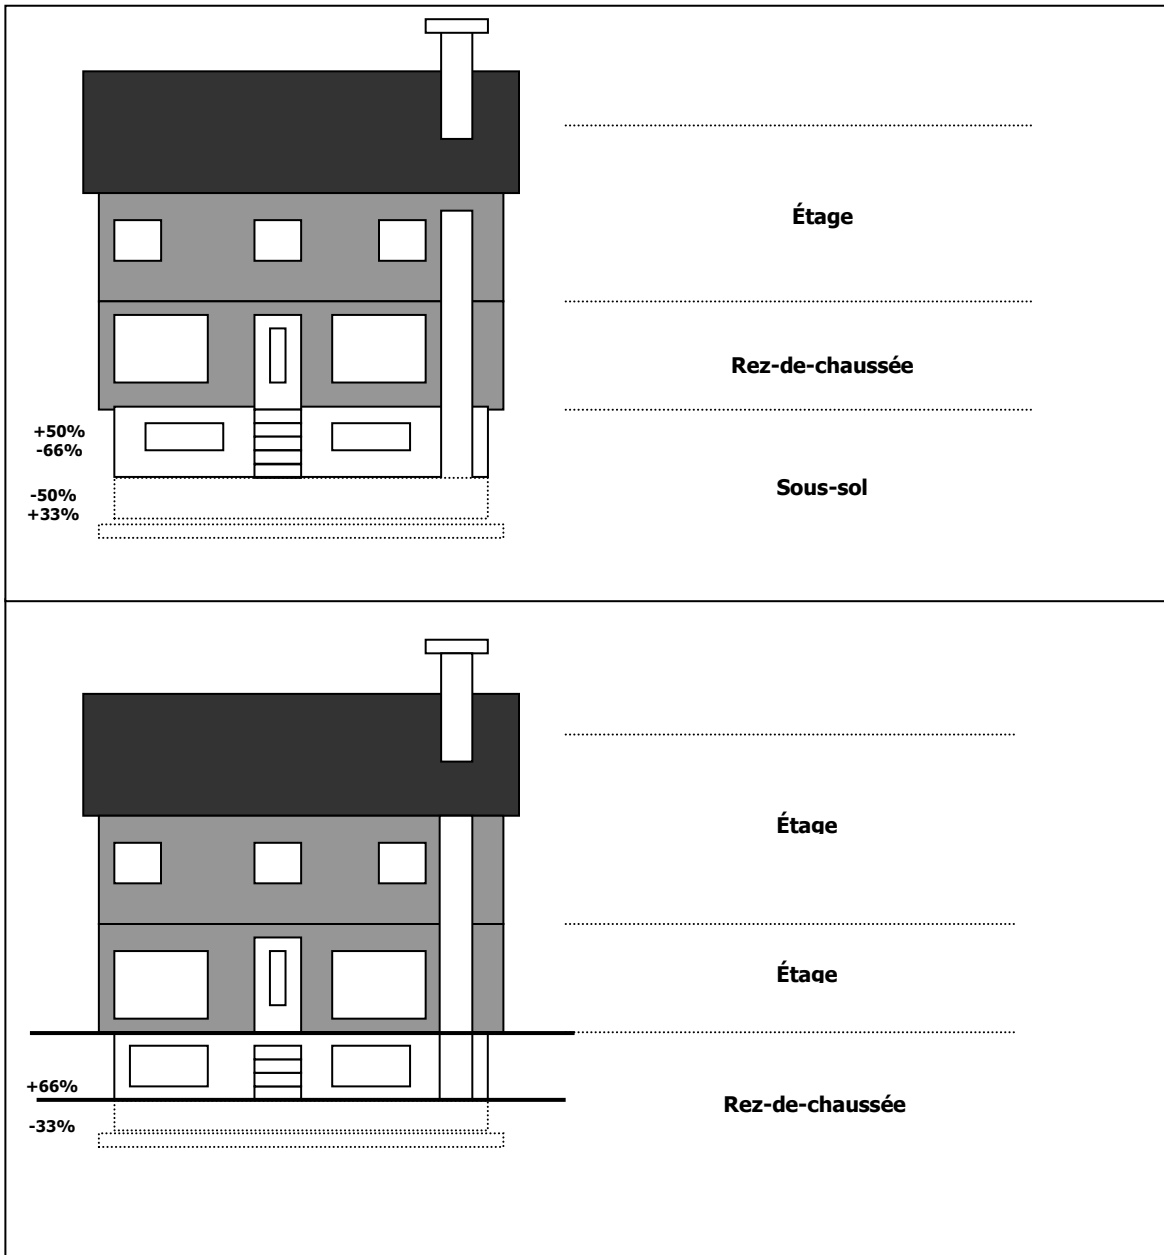 Étage
Rez-de-chaussée
+50%
-66%
Sous-sol
-50%
+33%
Étage
Étage
+66%
Rez-de-chaussée
-33%